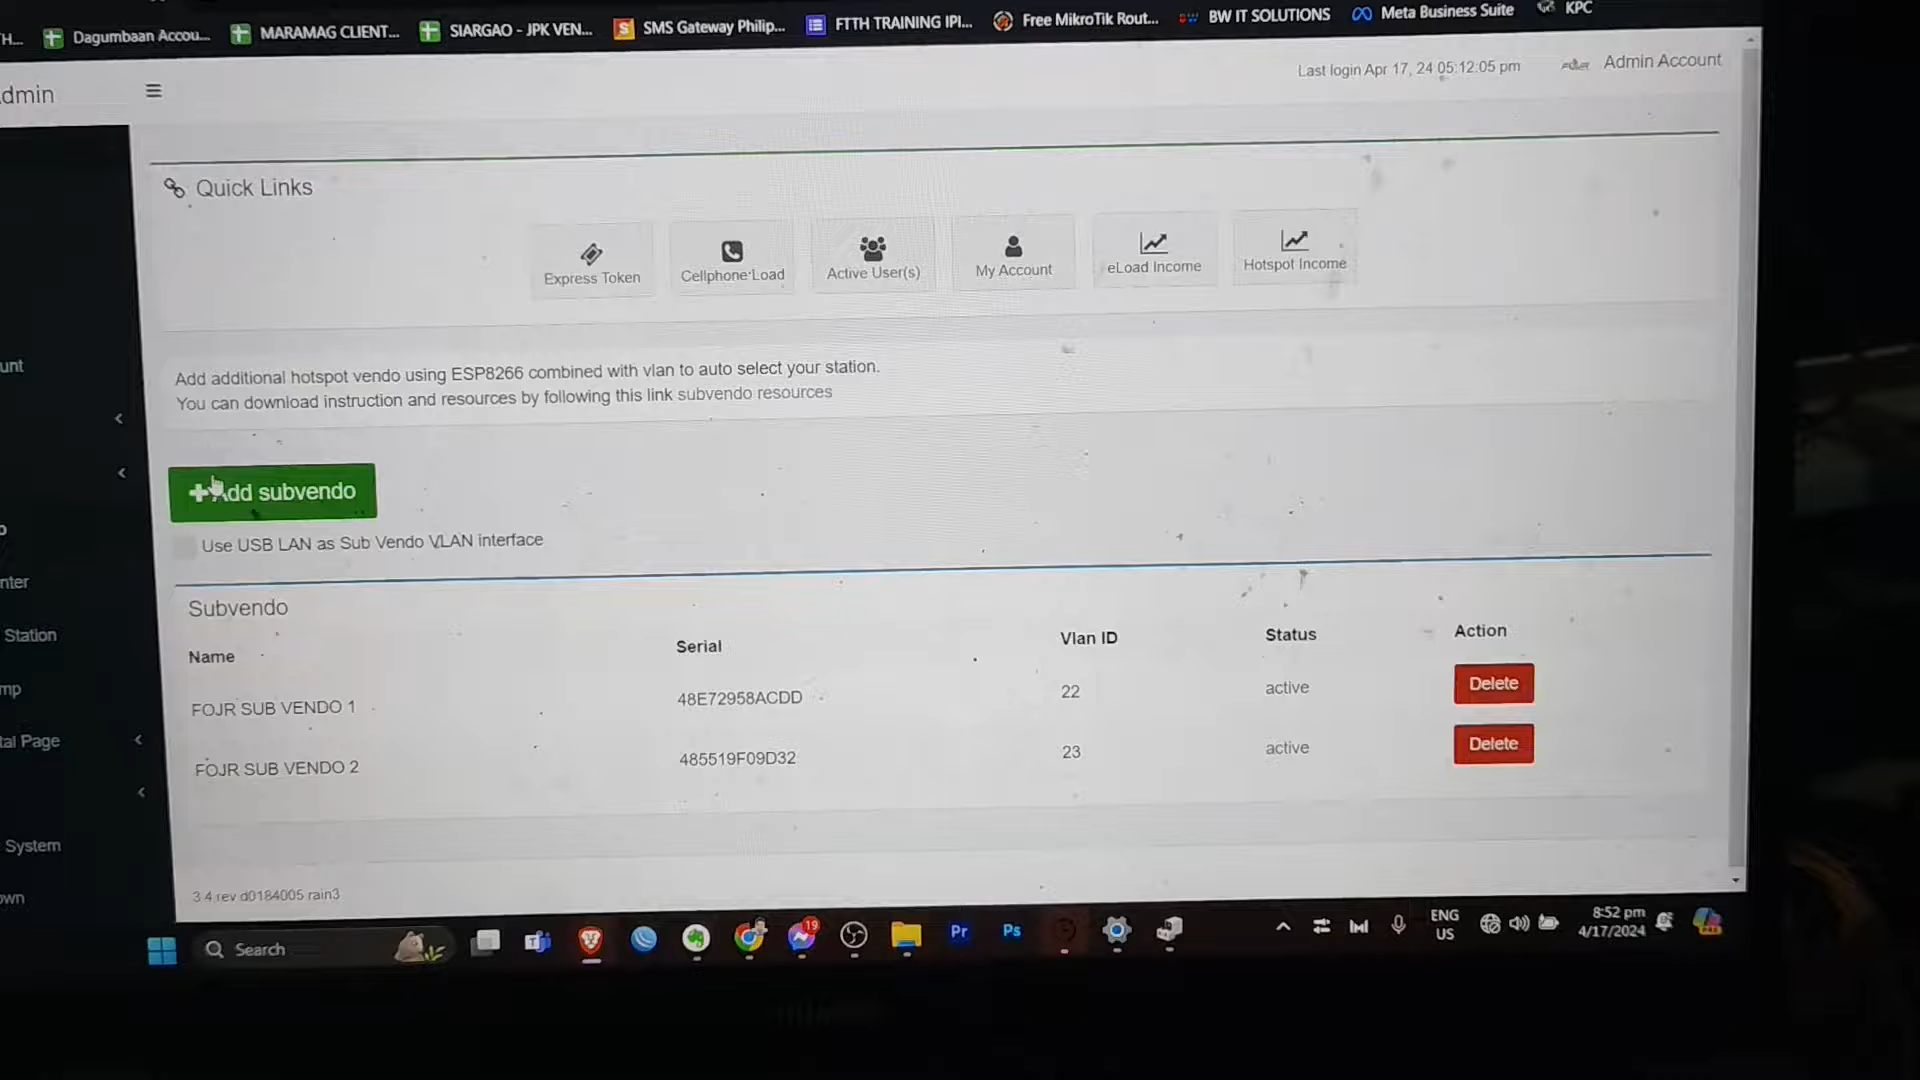 H...
Dagumbaan Accou...
MARAMAG CLIENT...
SIARGAO - JPK VEN...
SMS Gateway Philip...
FTTH TRAINING IPI...
Free MikroTik Rout...
BW IT SOLUTIONS
Meta Business Suite
KPC
dmin
Last login Apr 17, 24 05:12:05 pm
Admin Account
Quick Links
Express Token
Cellphone Load
Active User(s)
My Account
eLoad Income
Hotspot Income
unt
Add additional hotspot vendo using ESP8266 combined with vlan to auto select your station.
You can download instruction and resources by following this link subvendo resources
Add subvendo
o
Use USB LAN as Sub Vendo VLAN interface
nter
Subvendo
Station
Name
Serial
Vlan ID
Status
Action
mp
FOJR SUB VENDO 1
48E72958ACDD
22
active
Delete
tal Page
FOJR SUB VENDO 2
485519F09D32
23
active
Delete
System
own
3.4 rev d0184005 rain3
Search
19
Pr
Ps
ENG
US
8:52 pm
4/17/2024